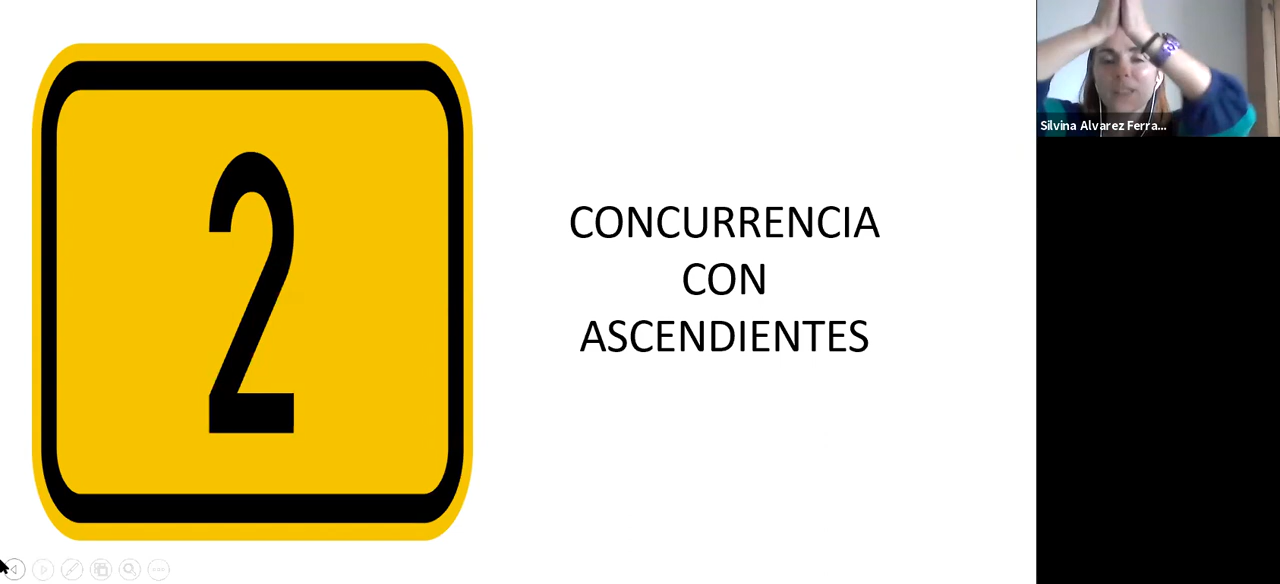 2
CONCURRENCIA
CON
ASCENDIENTES
Silvina Alvarez Ferra...